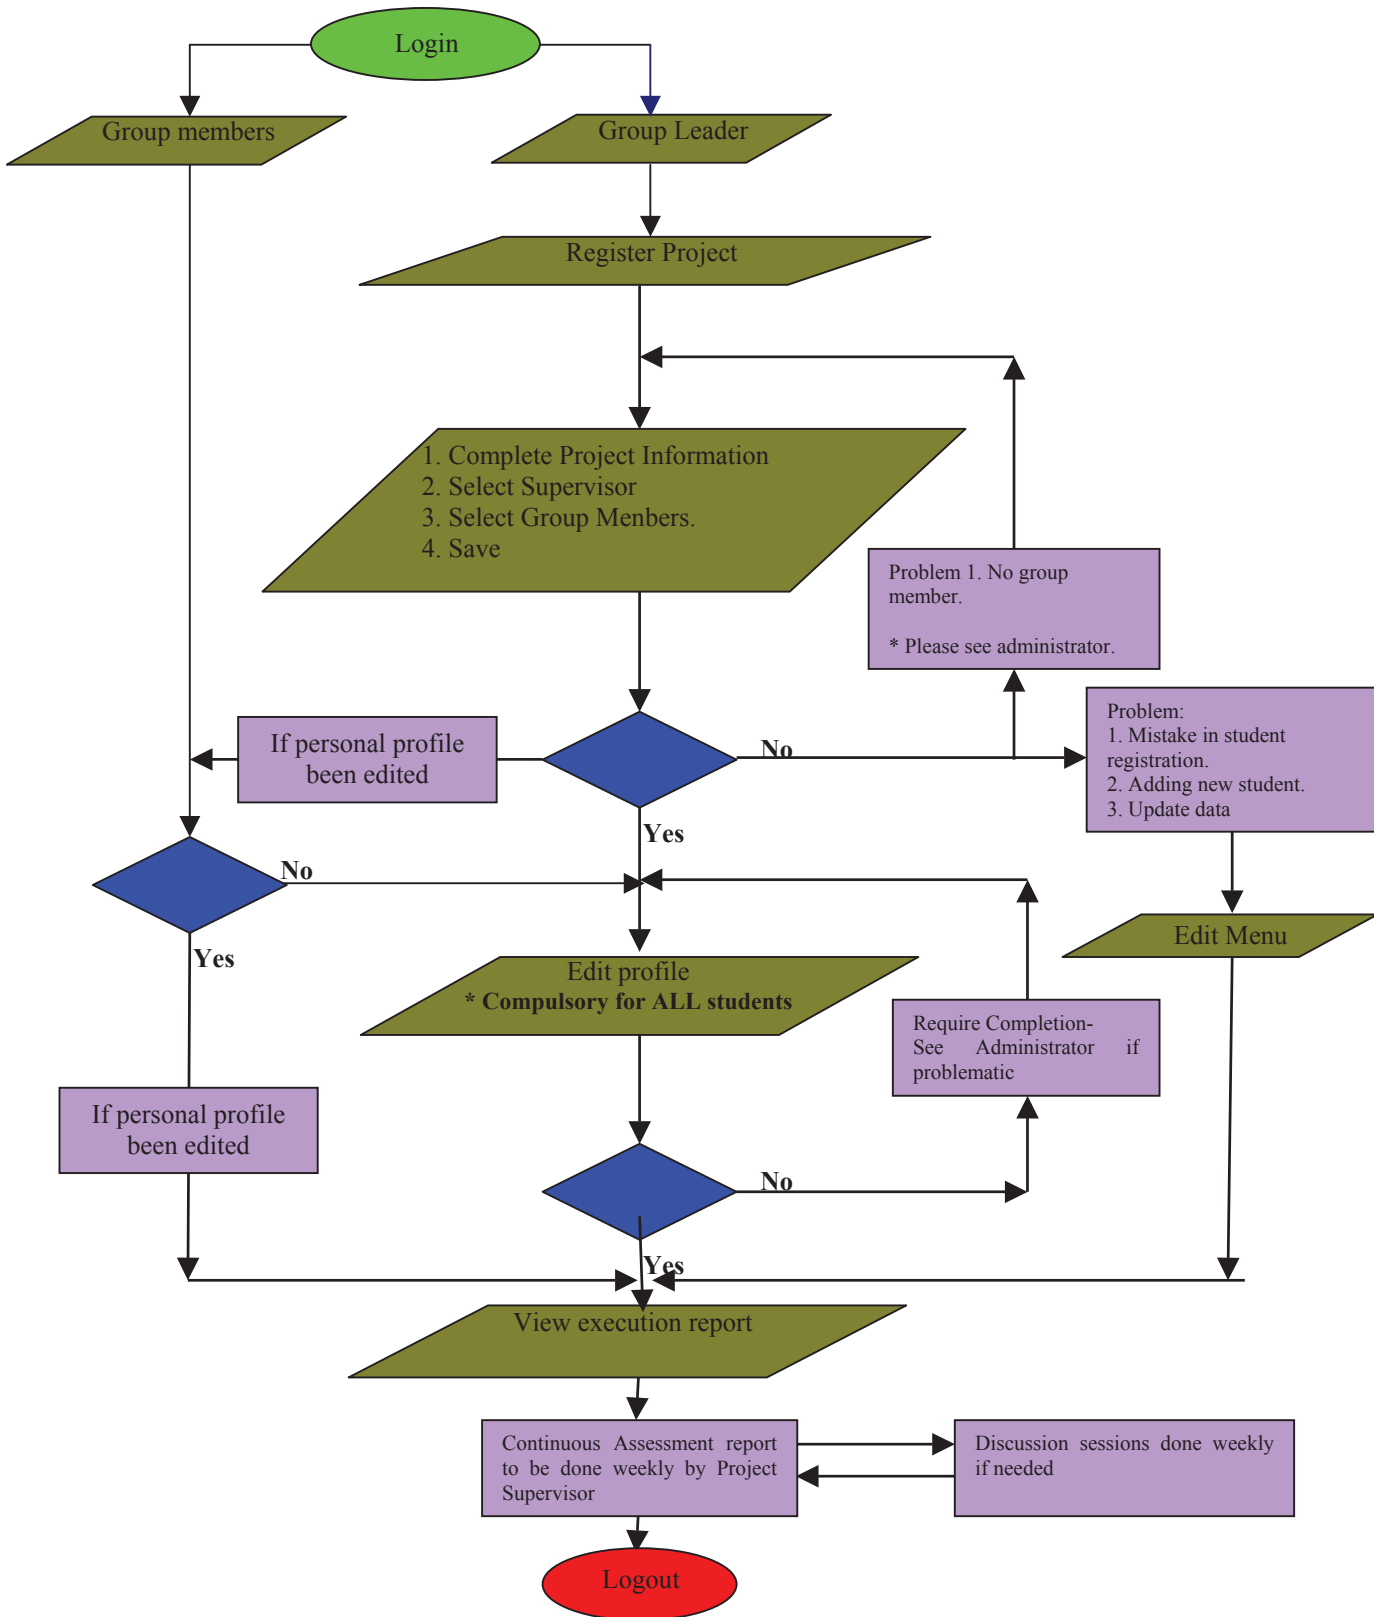 Login
Group members
Group Leader
Register Project
1. Complete Project Information
2. Select Supervisor
3. Select Group Menbers.
4. Save
Problem 1. No group
member.
* Please see administrator.
If personal profile
been edited
No
Problem:
1. Mistake in student
registration.
2. Adding new student.
3. Update data
Yes
No
Yes
Edit Menu
Edit profile
* Compulsory for ALL students
Require Completion-
See Administrator if
problematic
If personal profile
been edited
No
Yes
View execution report
Continuous Assessment report
to be done weekly by Project
Supervisor
Discussion sessions done weekly
if needed
Logout